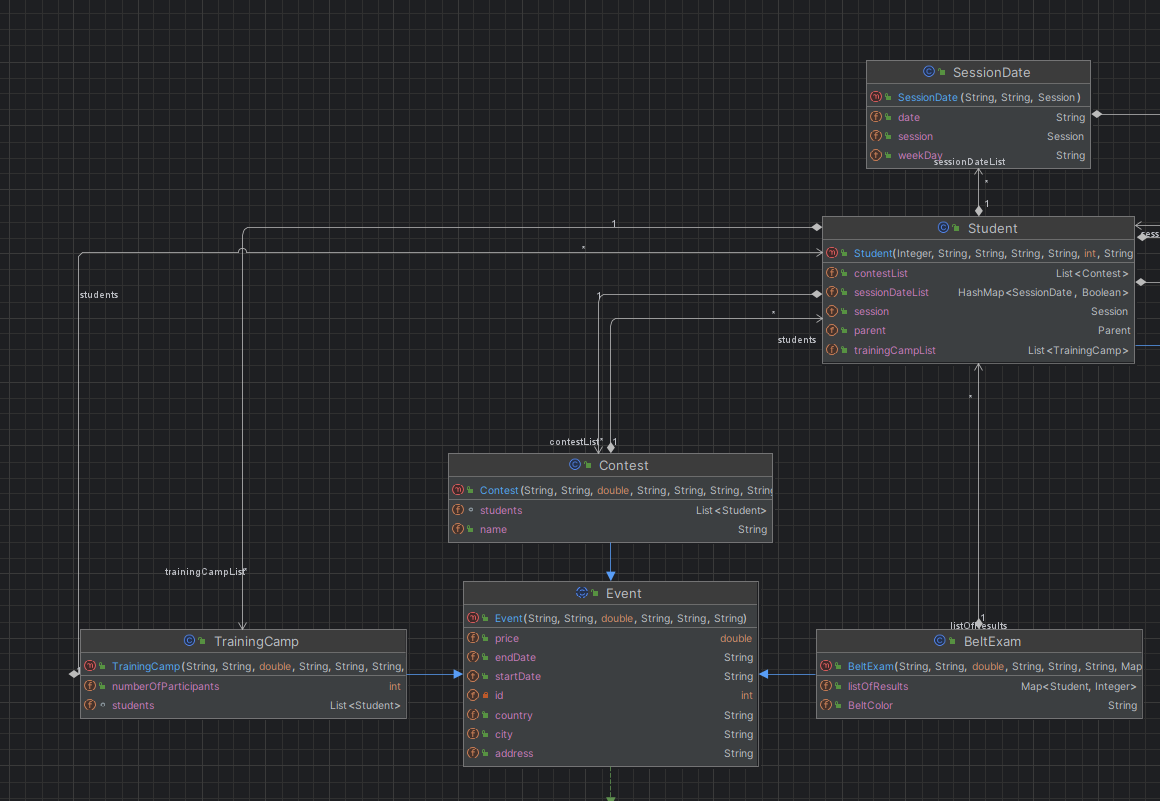 SessionDate
SessionDate(String, String, Session)
date String
session Session
weekDay String
sessionDateList
*
1
Student
Student(Integer, String, String, String, String, int, String
contestList List<Contest>
sessionDateList HashMap<SessionDate, Boolean>
session Session
parent Parent
trainingCampList List<TrainingCamp>
1
*
sess
students
1
*
students
*
contestList*
1
Contest
Contest(String, String, double, String, String, String, String
students List<Student>
name String
trainingCampList*
Event
Event(String, String, double, String, String, String)
price double
endDate String
startDate String
id int
country String
city String
address String
TrainingCamp
TrainingCamp(String, String, double, String, String, String,
numberOfParticipants int
students List<Student>
1
1
listOfResults
BeltExam
BeltExam(String, String, double, String, String, String, Map
listOfResults Map<Student, Integer>
BeltColor String